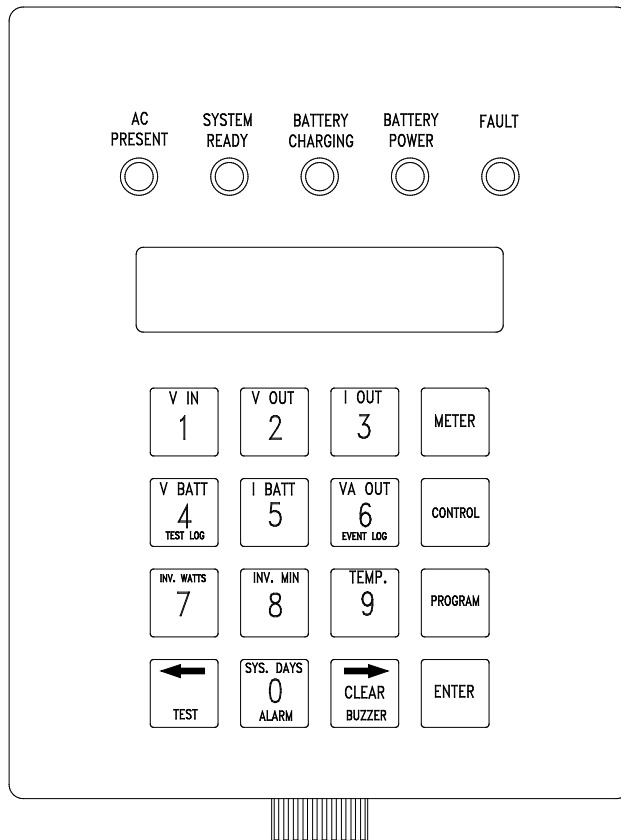 AC PRESENT
SYSTEM READY
BATTERY CHARGING
BATTERY POWER
FAULT
V IN
1
V OUT
2
I OUT
3
METER
V BATT
4
TEST LOG
I BATT
5
VA OUT
6
EVENT LOG
CONTROL
INV. WATTS
7
INV. MIN
8
TEMP.
9
PROGRAM
TEST
SYS. DAYS
0
ALARM
CLEAR
BUZZER
ENTER